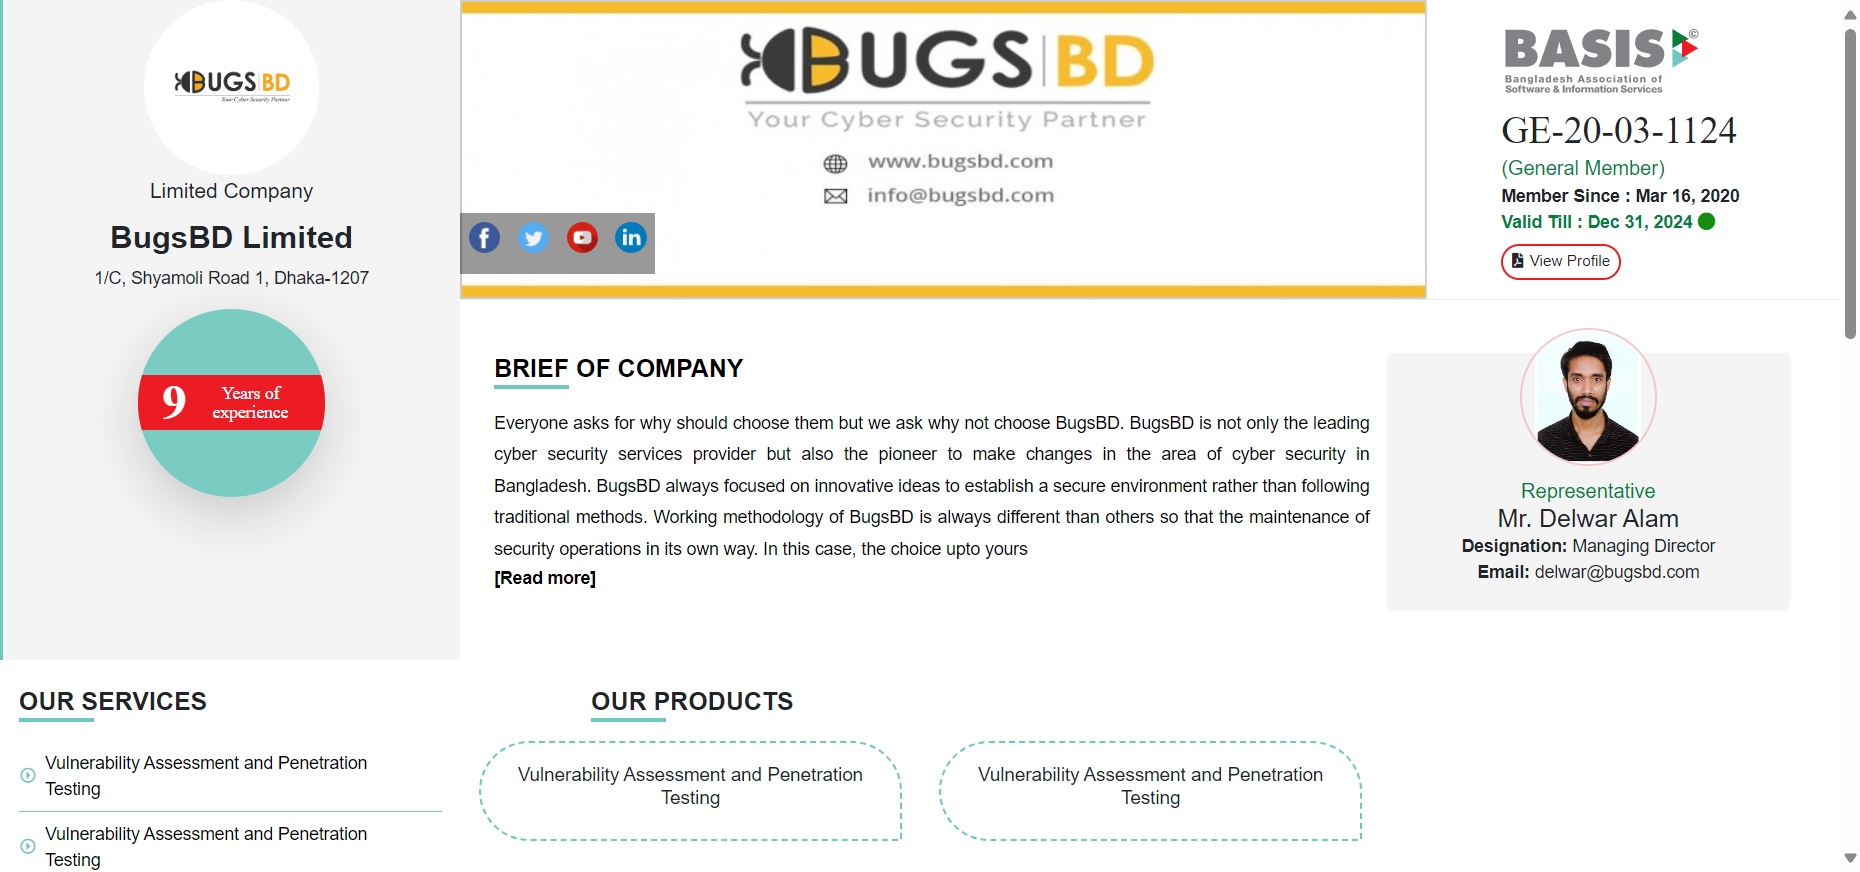 BUGS|BD
Your Cyber Security Partner
Limited Company
BugsBD Limited
1/C, Shyamoli Road 1, Dhaka-1207
9
Years of
experience
BUGS|BD
Your Cyber Security Partner
www.bugsbd.com
info@bugsbd.com
BASIS©
Bangladesh Association of
Software & Information Services
GE-20-03-1124
(General Member)
Member Since : Mar 16, 2020
Valid Till : Dec 31, 2024
View Profile
BRIEF OF COMPANY
Everyone asks for why should choose them but we ask why not choose BugsBD. BugsBD is not only the leading
cyber security services provider but also the pioneer to make changes in the area of cyber security in
Bangladesh. BugsBD always focused on innovative ideas to establish a secure environment rather than following
traditional methods. Working methodology of BugsBD is always different than others so that the maintenance of
security operations in its own way. In this case, the choice upto yours
[Read more]
Representative
Mr. Delwar Alam
Designation: Managing Director
Email: delwar@bugsbd.com
OUR SERVICES
Vulnerability Assessment and Penetration
Testing
Vulnerability Assessment and Penetration
Testing
OUR PRODUCTS
Vulnerability Assessment and Penetration
Testing
Vulnerability Assessment and Penetration
Testing